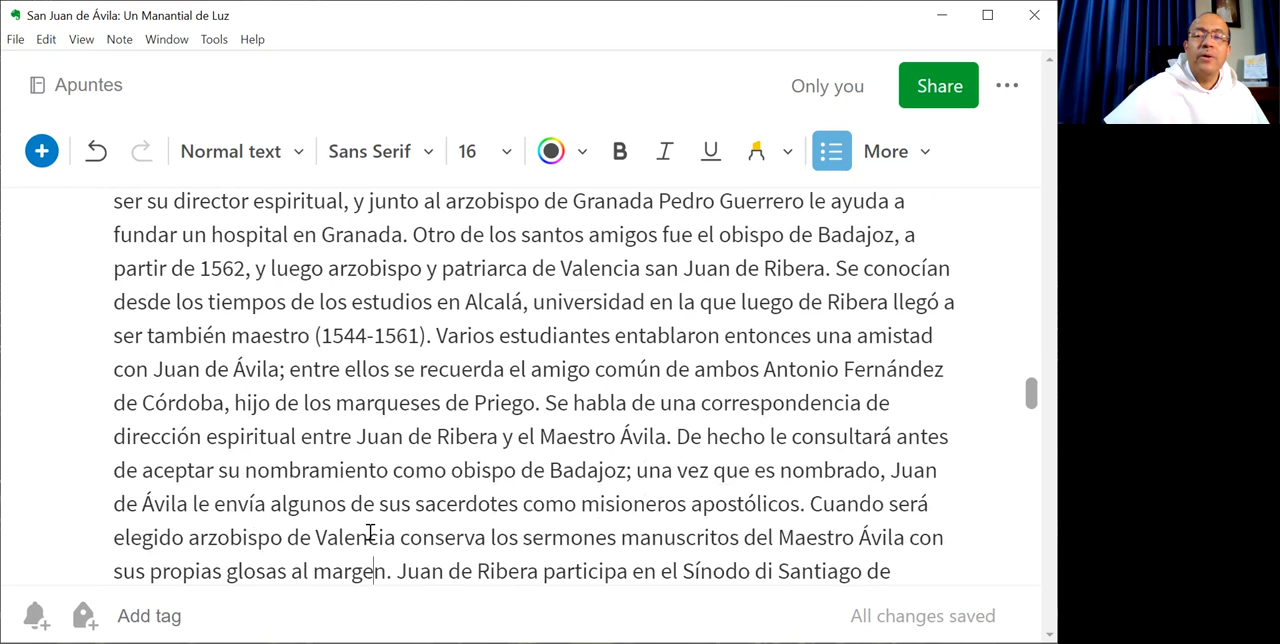 San Juan de Ávila: Un Manantial de Luz
File Edit View Note Window Tools Help
Apuntes
Only you
Share
Normal text
Sans Serif
16
B I U
More
ser su director espiritual, y junto al arzobispo de Granada Pedro Guerrero le ayuda a
fundar un hospital en Granada. Otro de los santos amigos fue el obispo de Badajoz, a
partir de 1562, y luego arzobispo y patriarca de Valencia san Juan de Ribera. Se conocían
desde los tiempos de los estudios en Alcalá, universidad en la que luego de Ribera llegó a
ser también maestro (1544-1561). Varios estudiantes entablaron entonces una amistad
con Juan de Ávila; entre ellos se recuerda el amigo común de ambos Antonio Fernández
de Córdoba, hijo de los marqueses de Priego. Se habla de una correspondencia de
dirección espiritual entre Juan de Ribera y el Maestro Ávila. De hecho le consultará antes
de aceptar su nombramiento como obispo de Badajoz; una vez que es nombrado, Juan
de Ávila le envía algunos de sus sacerdotes como misioneros apostólicos. Cuando será
elegido arzobispo de Valencia conserva los sermones manuscritos del Maestro Ávila con
sus propias glosas al margen. Juan de Ribera participa en el Sínodo di Santiago de
Add tag
All changes saved